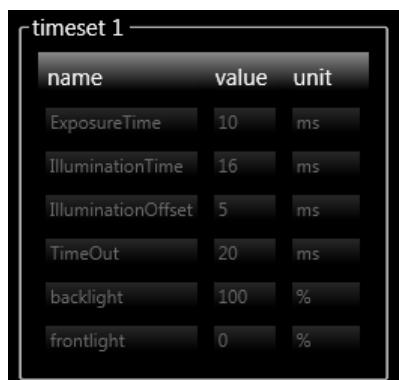 timeset 1
name value unit
ExposureTime 10 ms
IlluminationTime 16 ms
IlluminationOffset 5 ms
TimeOut 20 ms
backlight 100 %
frontlight 0 %